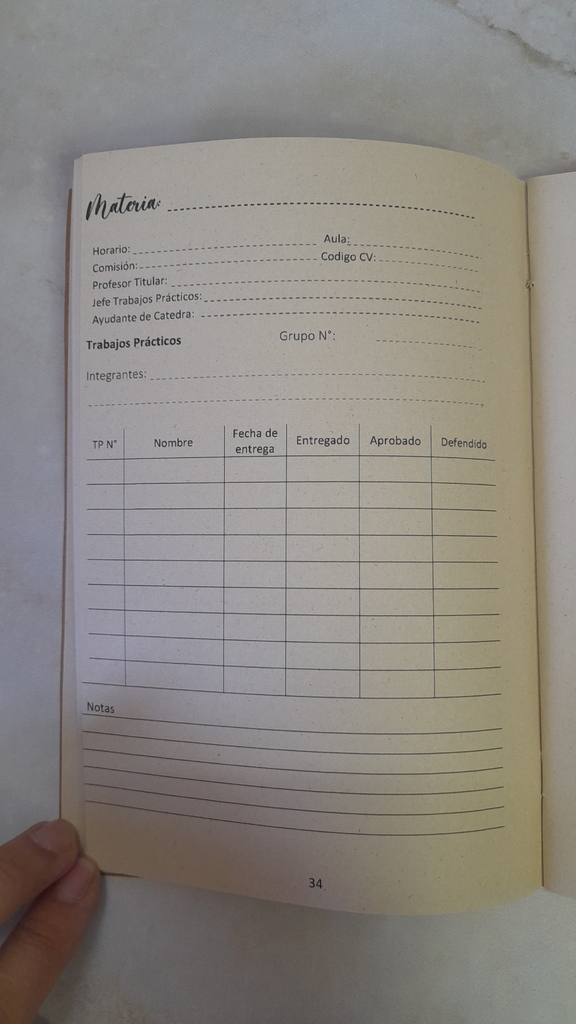 Materia:
Horario: Aula:
Comisión: Codigo CV:
Profesor Titular:
Jefe Trabajos Prácticos:
Ayudante de Catedra:
Trabajos Prácticos Grupo N°:
Integrantes:
TP N° Nombre Fecha de entrega Entregado Aprobado Defendido
Notas
34